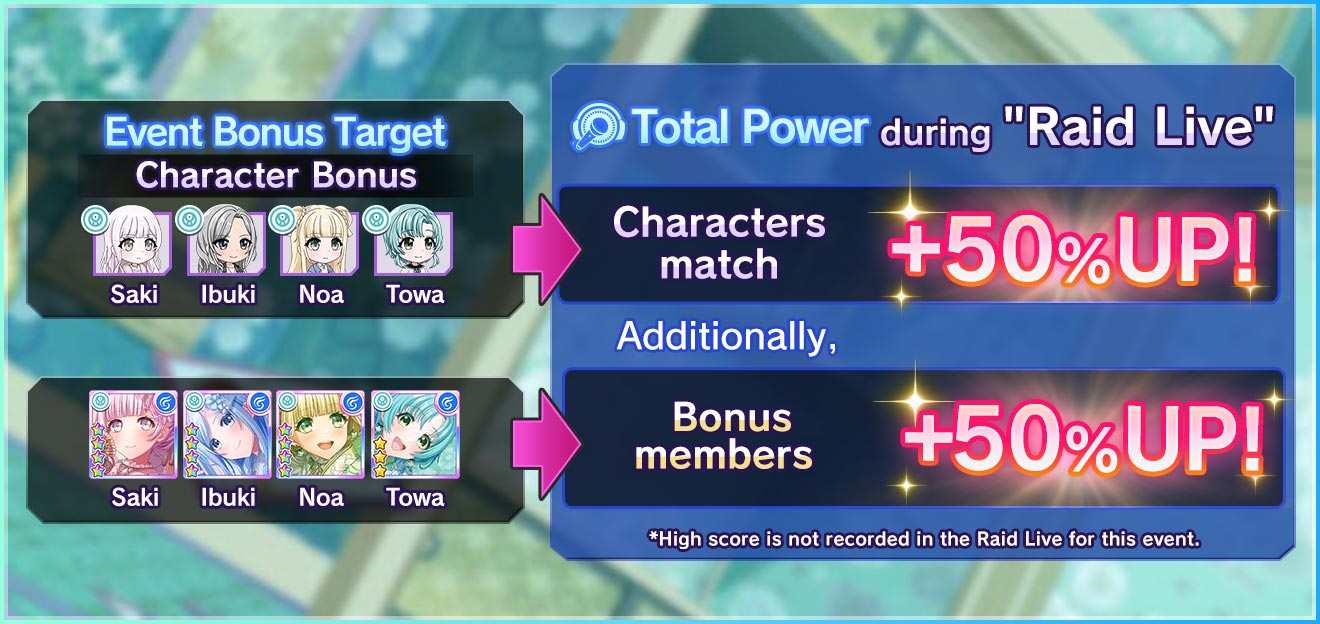 Event Bonus Target
Character Bonus
Saki Ibuki Noa Towa
Saki Ibuki Noa Towa
Total Power during "Raid Live"
Characters
match
+50%UP!
Additionally,
Bonus
members
+50%UP!
*High score is not recorded in the Raid Live for this event.